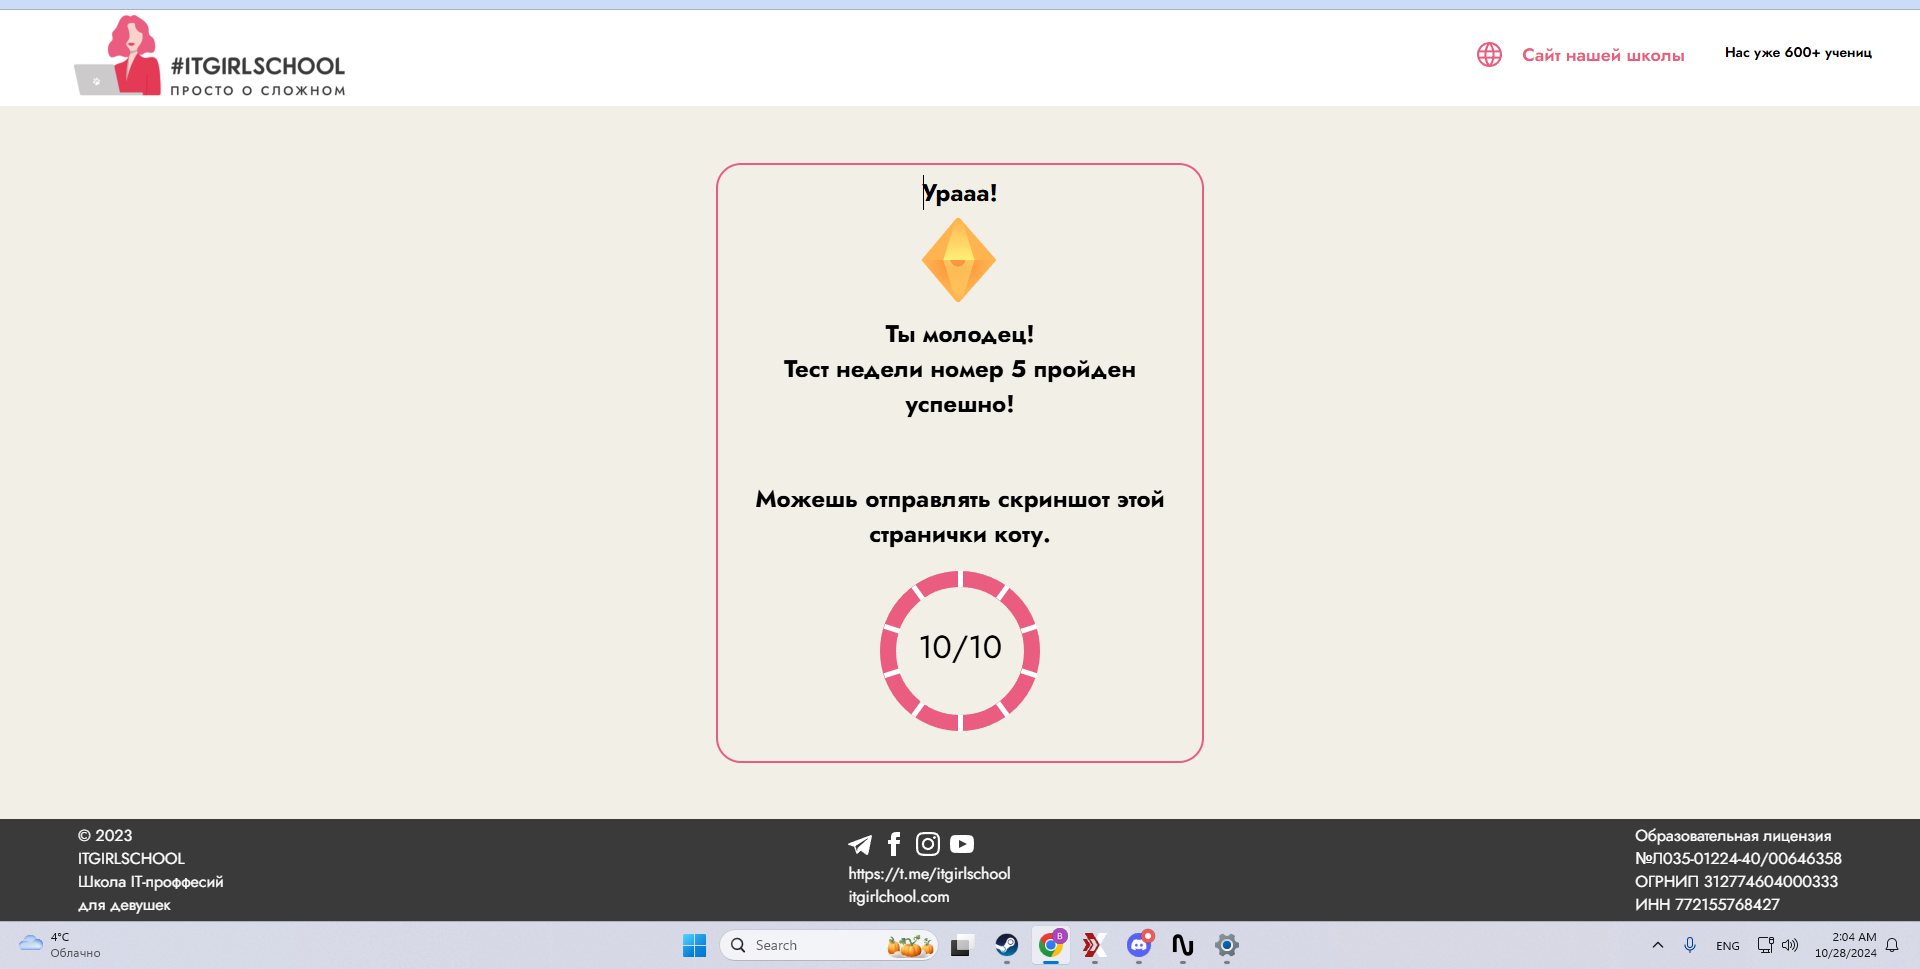 #ITGIRLSCHOOL
ПРОСТО О СЛОЖНОМ
Сайт нашей школы
Нас уже 600+ учениц
Урааа!
Ты молодец!
Тест недели номер 5 пройден
успешно!
Можешь отправлять скриншот этой
странички коту.
10/10
© 2023
ITGIRLSCHOOL
Школа IT-проффесий
для девушек
https://t.me/itgirlschool
itgirlchool.com
Образовательная лицензия
№Л035-01224-40/00646358
ОГРНИП 312774604000333
ИНН 772155768427
4°C
Облачно
Search
B
ENG
2:04 AM
10/28/2024